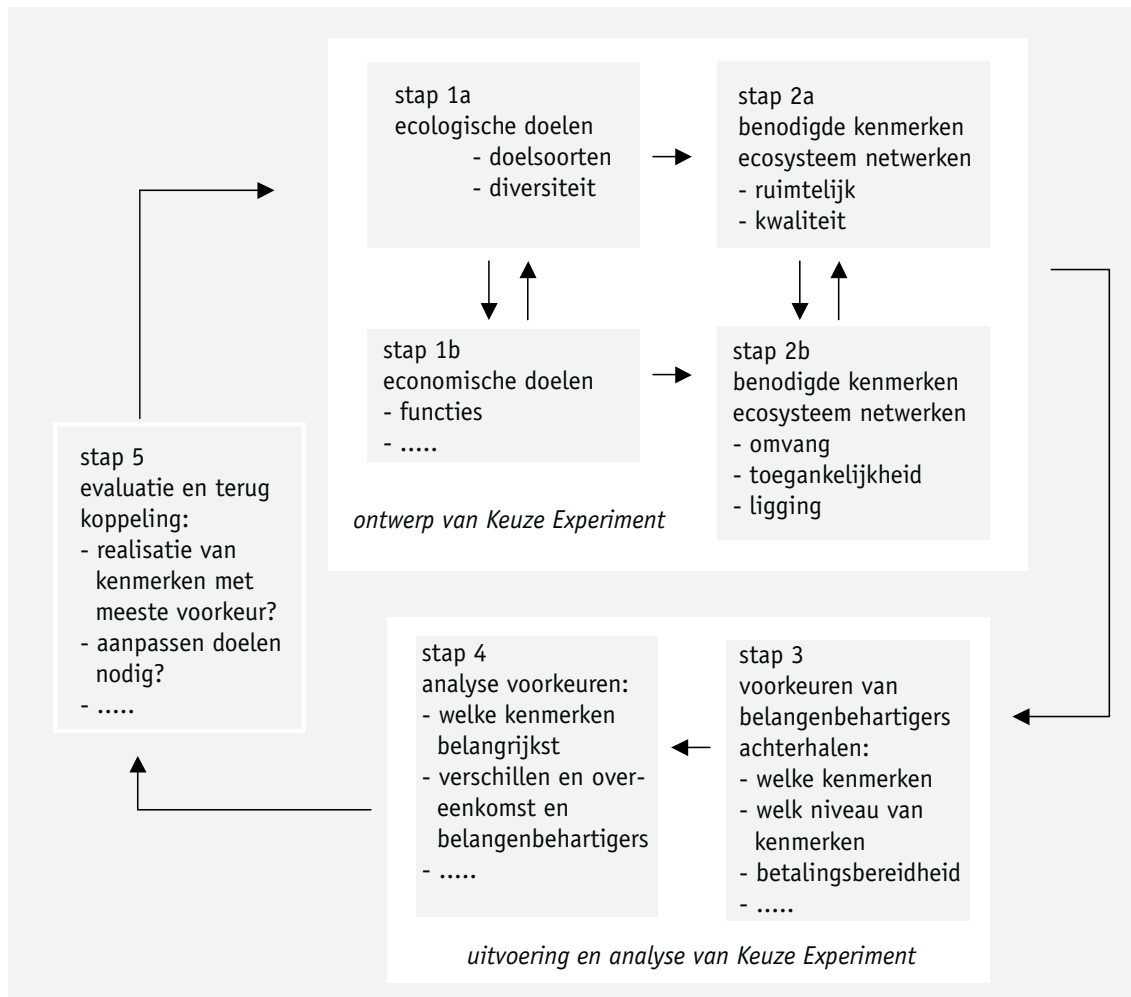 stap 1a
ecologische doelen
- doelsoorten
- diversiteit
stap 2a
benodigde kenmerken
ecosysteem netwerken
- ruimtelijk
- kwaliteit
stap 1b
economische doelen
- functies
- .....
stap 2b
benodigde kenmerken
ecosysteem netwerken
- omvang
- toegankelijkheid
- ligging
ontwerp van Keuze Experiment
stap 3
voorkeuren van
belangenbehartigers
achterhalen:
- welke kenmerken
- welk niveau van
kenmerken
- betalingsbereidheid
- .....
stap 4
analyse voorkeuren:
- welke kenmerken
belangrijkst
- verschillen en over-
eenkomst en
belangenbehartigers
- .....
uitvoering en analyse van Keuze Experiment
stap 5
evaluatie en terug
koppeling:
- realisatie van
kenmerken met
meeste voorkeur?
- aanpassen doelen
nodig?
- .....